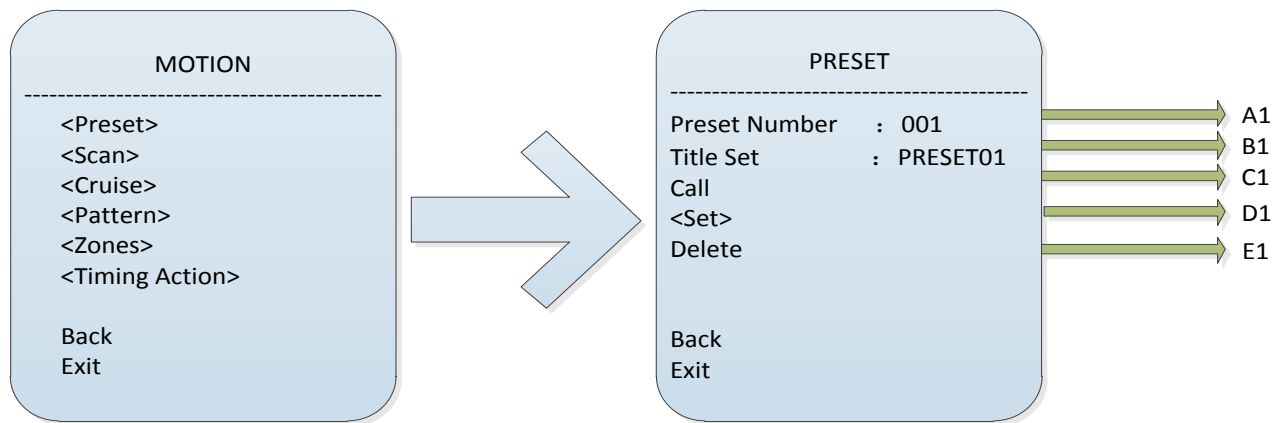 MOTION
------------------------------------------
<Preset>
<Scan>
<Cruise>
<Pattern>
<Zones>
<Timing Action>
Back
Exit
PRESET
------------------------------------------
Preset Number : 001
Title Set : PRESET01
Call
<Set>
Delete
Back
Exit
A1
B1
C1
D1
E1